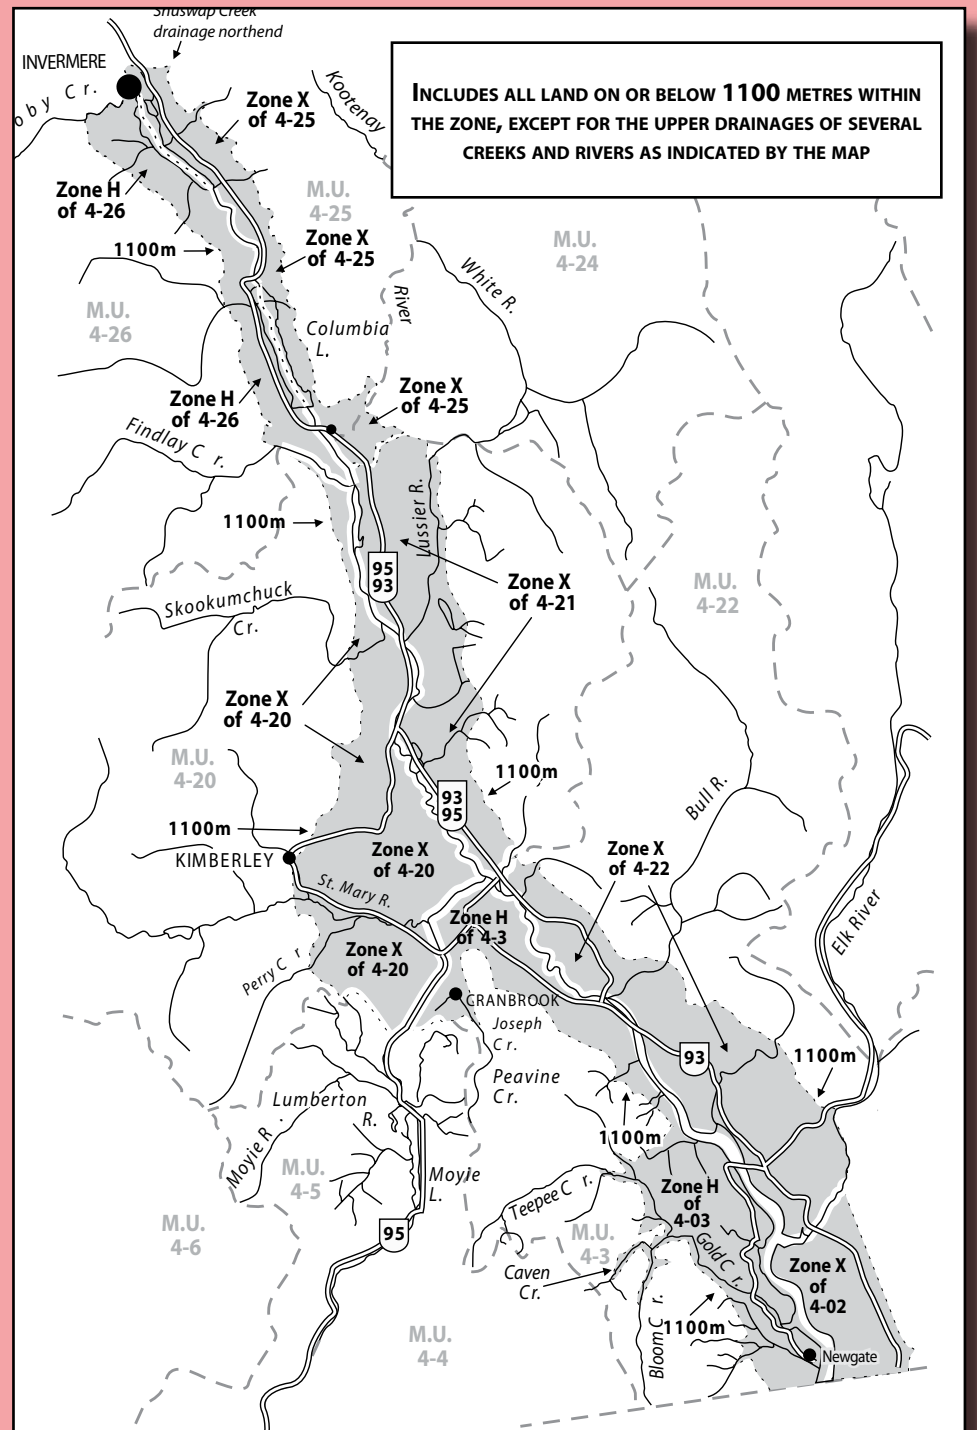 Shuswap Creek
drainage northend
INVERMERE
by Cr.
Kootenay
River
INCLUDES ALL LAND ON OR BELOW 1100 METRES WITHIN
THE ZONE, EXCEPT FOR THE UPPER DRAINAGES OF SEVERAL
CREEKS AND RIVERS AS INDICATED BY THE MAP
Zone X
of 4-25
Zone H
of 4-26
M.U.
4-25
1100m
Zone X
of 4-25
M.U.
4-24
White R.
M.U.
4-26
Columbia
L.
Zone H
of 4-26
Zone X
of 4-25
Findlay Cr.
1100m
Lussier R.
95
93
Zone X
of 4-21
M.U.
4-22
Skookumchuck
Cr.
Zone X
of 4-20
M.U.
4-20
1100m
93
95
Bull R.
1100m
KIMBERLEY
Zone X
of 4-20
Zone X
of 4-22
St. Mary R.
Zone H
of 4-3
Elk River
Zone X
of 4-20
Perry Cr
CRANBROOK
Joseph
Cr.
93
1100m
Peavine
Cr.
Lumberton
R.
1100m
Moyie R.
M.U.
4-5
Moyie
L.
Teepee Cr.
Zone H
of
4-03
M.U.
4-6
95
M.U.
4-3
Gold Cr.
Caven
Cr.
Zone X
of
4-02
Bloom Cr.
1100m
M.U.
4-4
Newgate